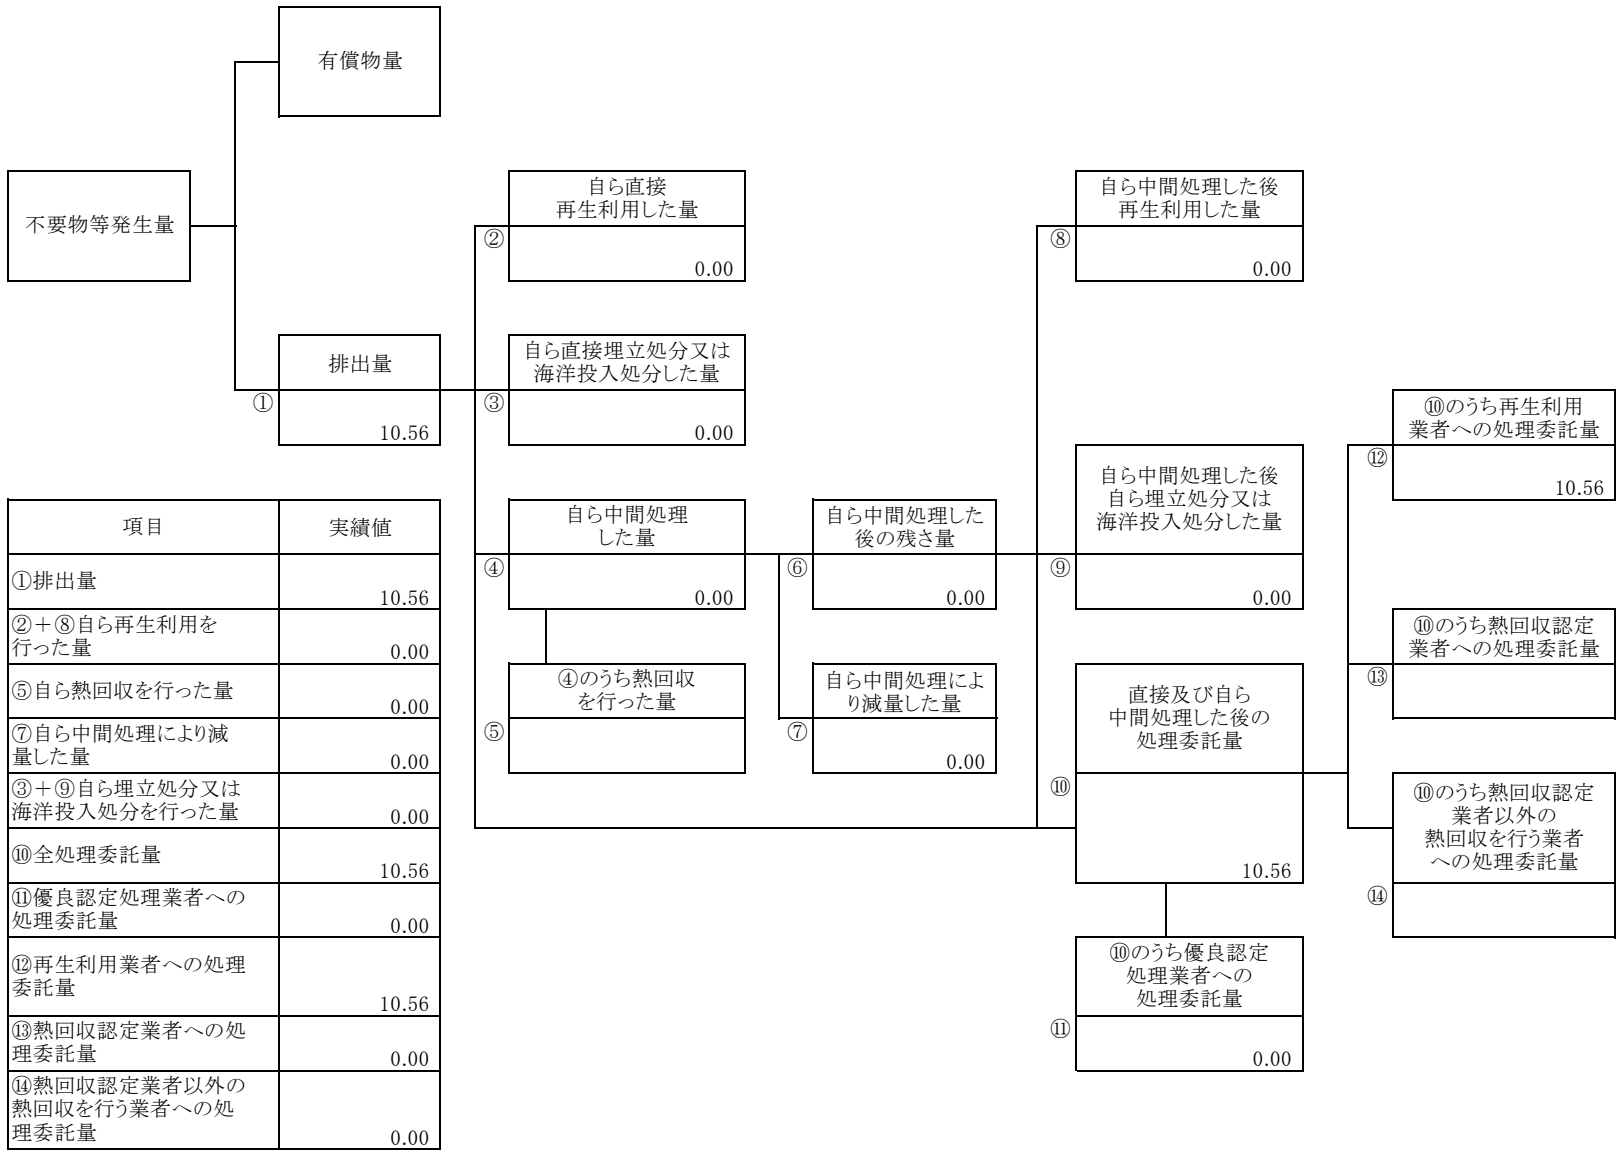 有償物量
不要物等発生量
排出量
①
10.56
自ら直接
再生利用した量
②
0.00
自ら直接埋立処分又は
海洋投入処分した量
③
0.00
自ら中間処理
した量
④
0.00
④のうち熱回収
を行った量
⑤
自ら中間処理した
後の残さ量
⑥
0.00
自ら中間処理によ
り減量した量
⑦
0.00
自ら中間処理した後
再生利用した量
⑧
0.00
自ら中間処理した後
自ら埋立処分又は
海洋投入処分した量
⑨
0.00
直接及び自ら
中間処理した後の
処理委託量
⑩
10.56
⑩のうち優良認定
処理業者への
処理委託量
⑪
0.00
⑩のうち再生利用
業者への処理委託量
⑫
10.56
⑩のうち熱回収認定
業者への処理委託量
⑬
⑩のうち熱回収認定
業者以外の
熱回収を行う業者
への処理委託量
⑭
項目 実績値
①排出量
10.56
②＋⑧自ら再生利用を
行った量
0.00
⑤自ら熱回収を行った量
0.00
⑦自ら中間処理により減
量した量
0.00
③＋⑨自ら埋立処分又は
海洋投入処分を行った量
0.00
⑩全処理委託量
10.56
⑪優良認定処理業者への
処理委託量
0.00
⑫再生利用業者への処理
委託量
10.56
⑬熱回収認定業者への処
理委託量
0.00
⑭熱回収認定業者以外の
熱回収を行う業者への処
理委託量
0.00